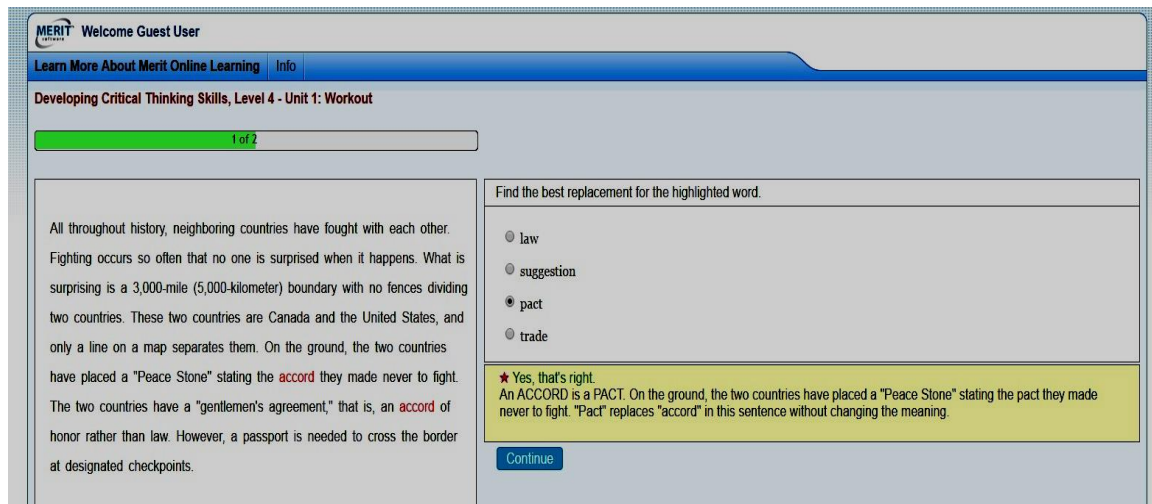 MERIT Welcome Guest User
software
Learn More About Merit Online Learning Info
Developing Critical Thinking Skills, Level 4 - Unit 1: Workout
1 of 2
All throughout history, neighboring countries have fought with each other.
Fighting occurs so often that no one is surprised when it happens. What is
surprising is a 3,000-mile (5,000-kilometer) boundary with no fences dividing
two countries. These two countries are Canada and the United States, and
only a line on a map separates them. On the ground, the two countries
have placed a "Peace Stone" stating the accord they made never to fight.
The two countries have a "gentlemen's agreement," that is, an accord of
honor rather than law. However, a passport is needed to cross the border
at designated checkpoints.
Find the best replacement for the highlighted word.
law
suggestion
pact
trade
Yes, that's right.
An ACCORD is a PACT. On the ground, the two countries have placed a "Peace Stone" stating the pact they made
never to fight. "Pact" replaces "accord" in this sentence without changing the meaning.
Continue